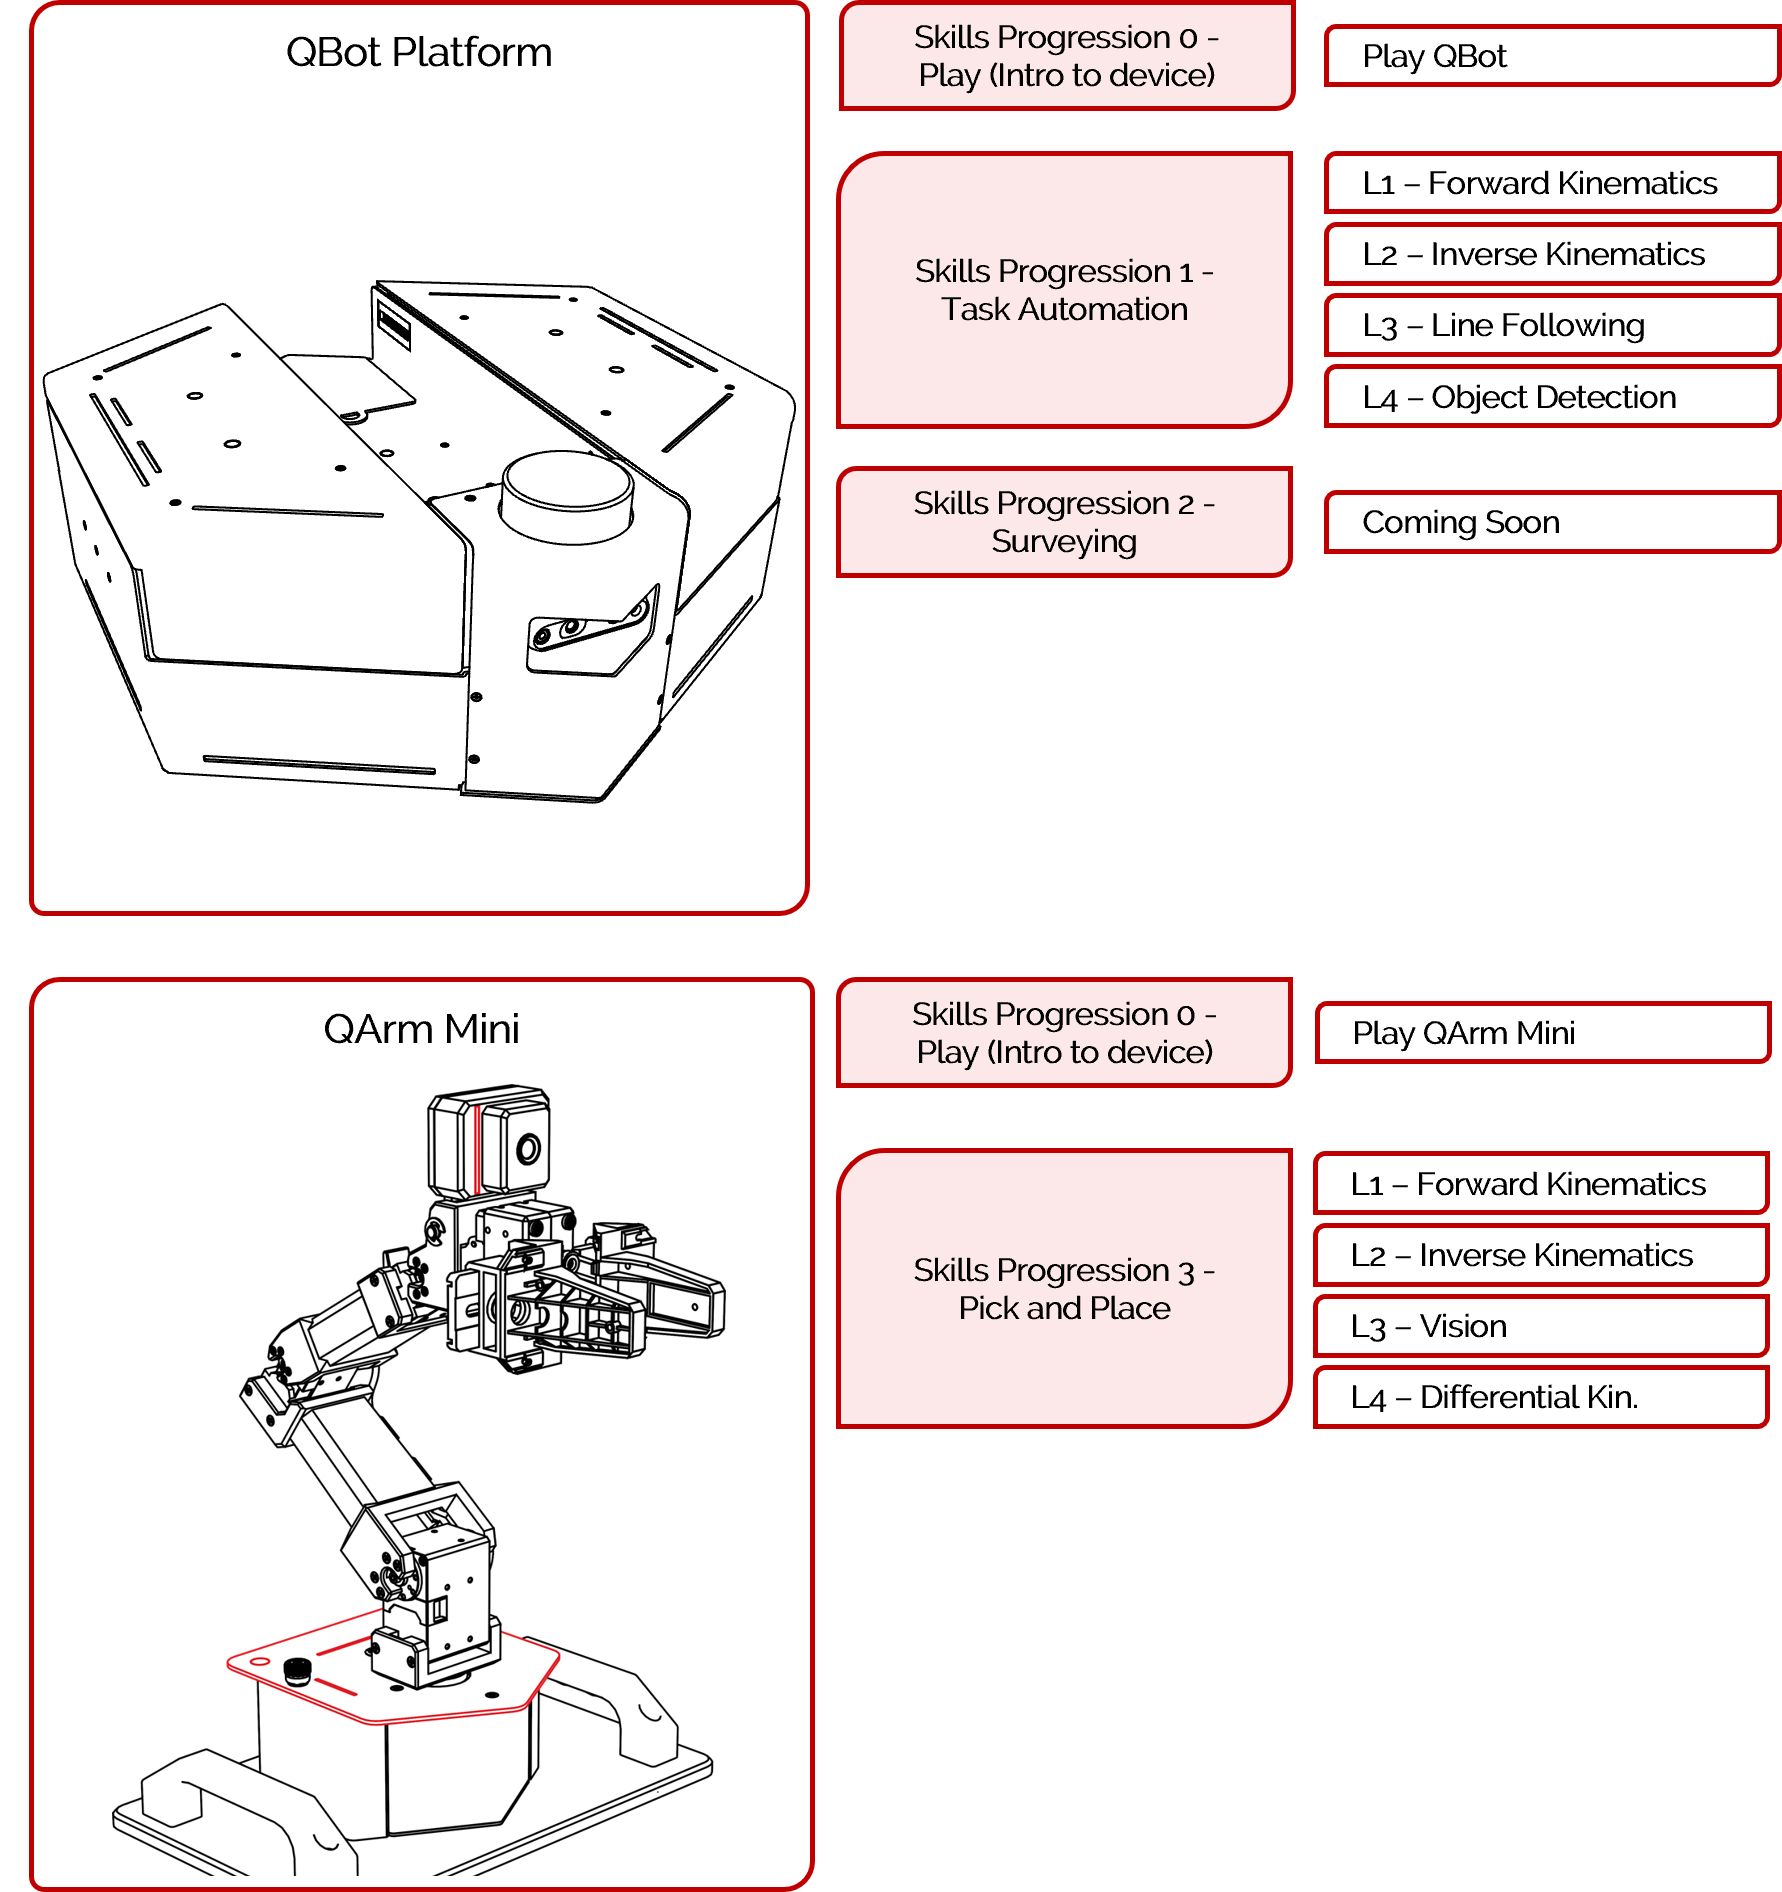 QBot Platform
Skills Progression 0 -
Play (Intro to device)
Play QBot
Skills Progression 1 -
Task Automation
L1 – Forward Kinematics
L2 – Inverse Kinematics
L3 – Line Following
L4 – Object Detection
Skills Progression 2 -
Surveying
Coming Soon
QArm Mini
Skills Progression 0 -
Play (Intro to device)
Play QArm Mini
Skills Progression 3 -
Pick and Place
L1 – Forward Kinematics
L2 – Inverse Kinematics
L3 – Vision
L4 – Differential Kin.